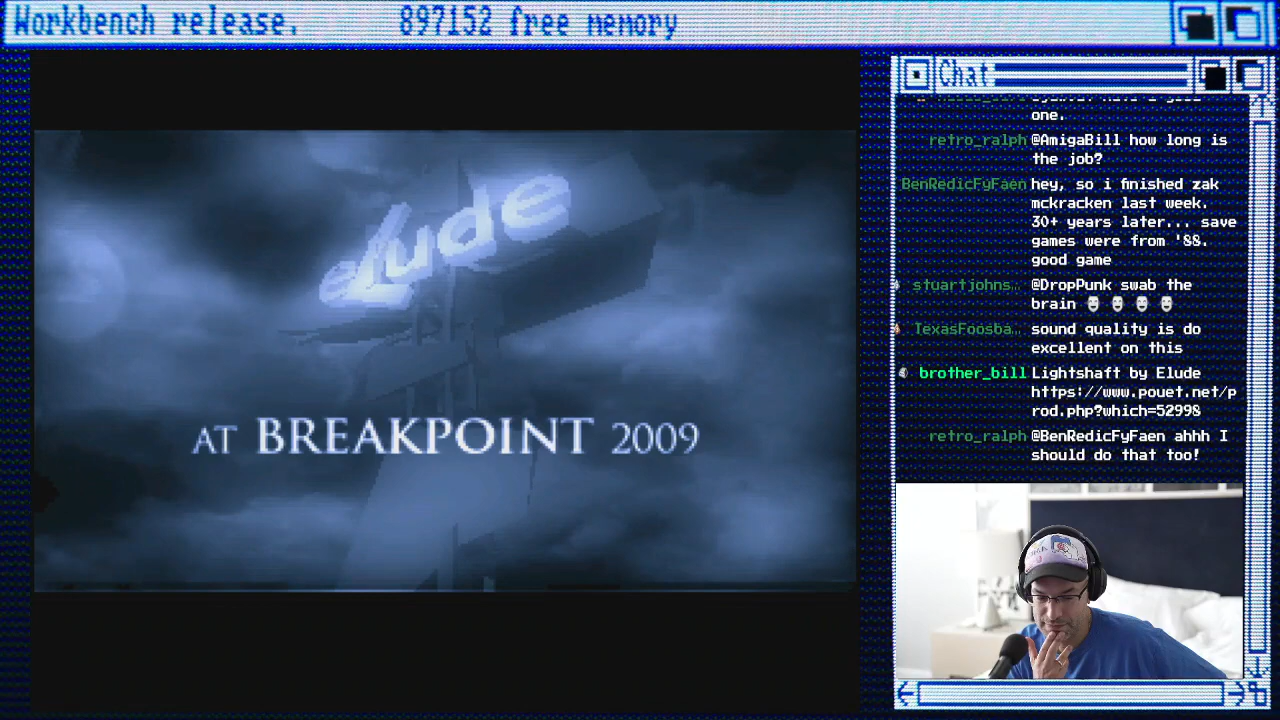 Workbench release. 897152 free memory
Elude
AT BREAKPOINT 2009
Chat
one.
retro_ralph @AmigaBill how long is
the job?
BenRedicFyFaen hey, so i finished zak
mckracken last week.
30+ years later... save
games were from '88.
good game
stuartjohns… @DropPunk swab the
brain
TexasFoosba… sound quality is do
excellent on this
brother_bill Lightshaft by Elude
https://www.pouet.net/p
rod.php?which=52998
retro_ralph @BenRedicFyFaen ahhh I
should do that too!